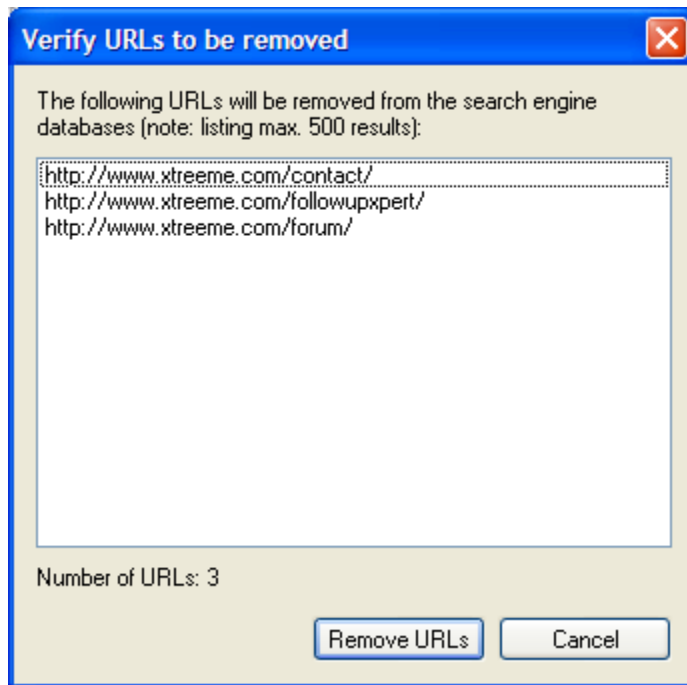 Verify URLs to be removed
The following URLs will be removed from the search engine
databases (note: listing max. 500 results):
http://www.xtreeme.com/contact/
http://www.xtreeme.com/followupxpert/
http://www.xtreeme.com/forum/
Number of URLs: 3
Remove URLs
Cancel